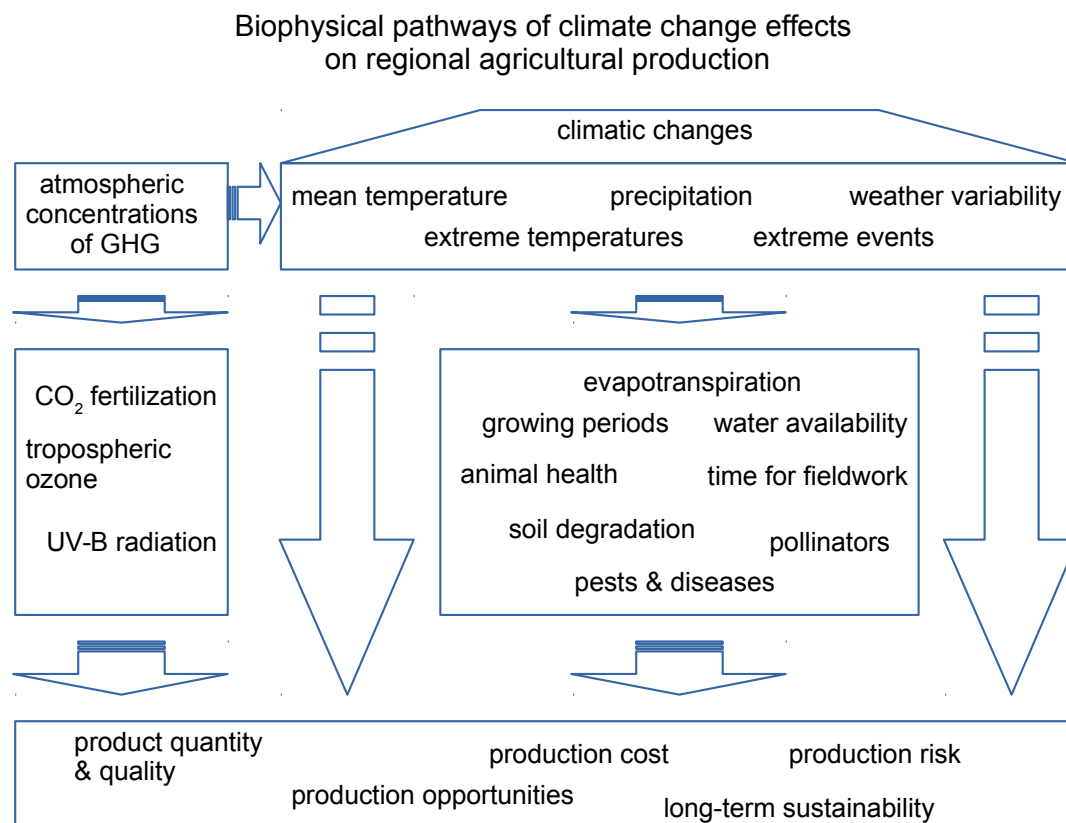 Biophysical pathways of climate change effects
on regional agricultural production
climatic changes
atmospheric
concentrations
of GHG
mean temperature precipitation weather variability
extreme temperatures extreme events
CO₂ fertilization
tropospheric
ozone
UV-B radiation
evapotranspiration
growing periods water availability
animal health time for fieldwork
soil degradation
pollinators
pests & diseases
product quantity
& quality
production cost
production risk
production opportunities
long-term sustainability